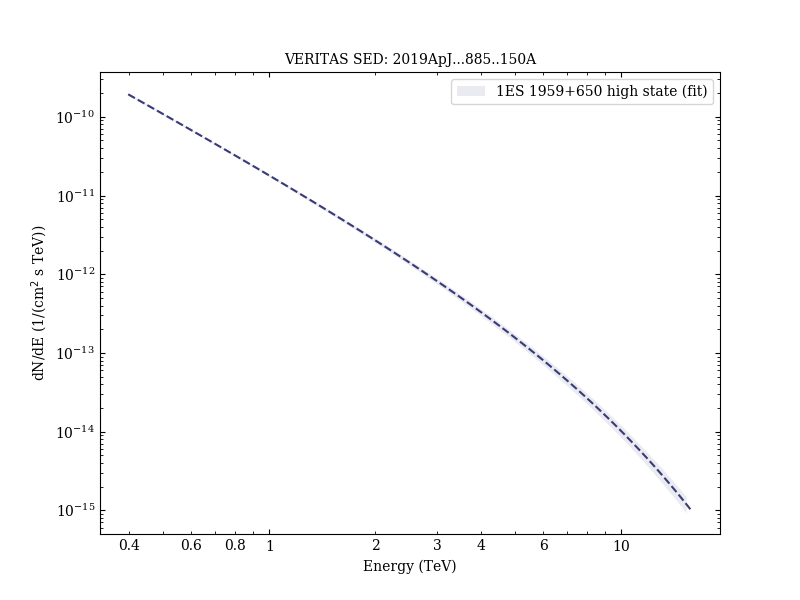 VERITAS SED: 2019ApJ...885..150A
1ES 1959+650 high state (fit)
dN/dE (1/(cm² s TeV))
10⁻¹⁰
10⁻¹¹
10⁻¹²
10⁻¹³
10⁻¹⁴
10⁻¹⁵
0.4 0.6 0.8 1 2 3 4 6 10
Energy (TeV)